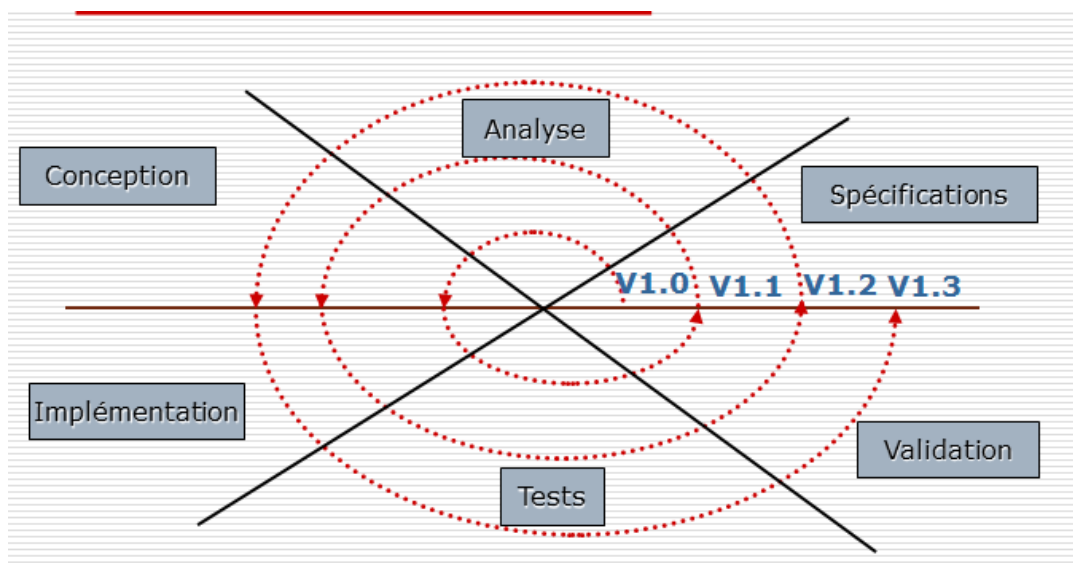 Analyse
Conception
Spécifications
V1.0 V1.1 V1.2 V1.3
Implémentation
Validation
Tests